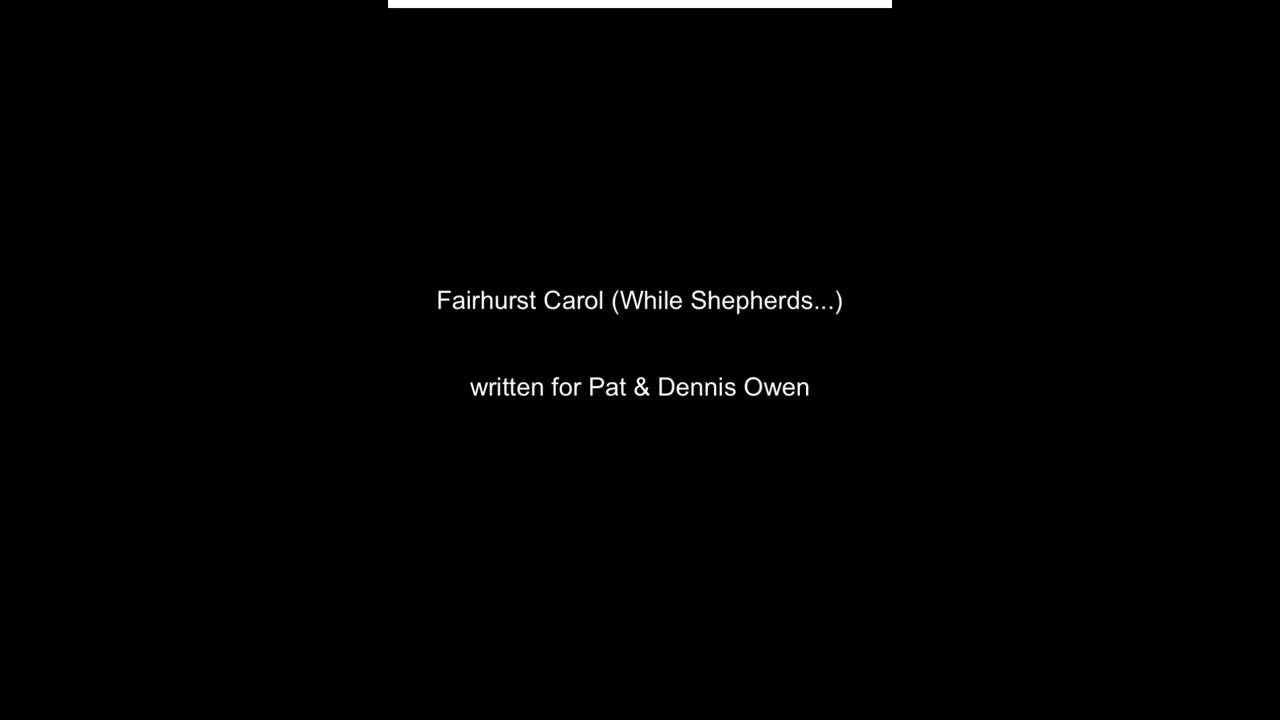 Fairhurst Carol (While Shepherds...)
written for Pat & Dennis Owen